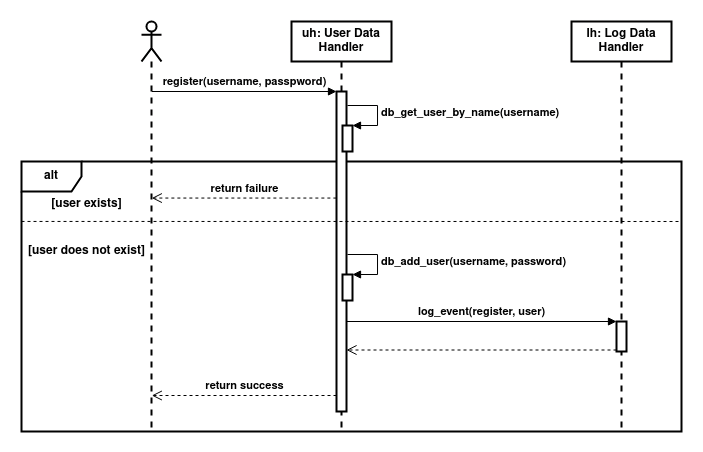 uh: User Data
Handler
lh: Log Data
Handler
register(username, passpword)
db_get_user_by_name(username)
alt
return failure
[user exists]
[user does not exist]
db_add_user(username, password)
log_event(register, user)
return success